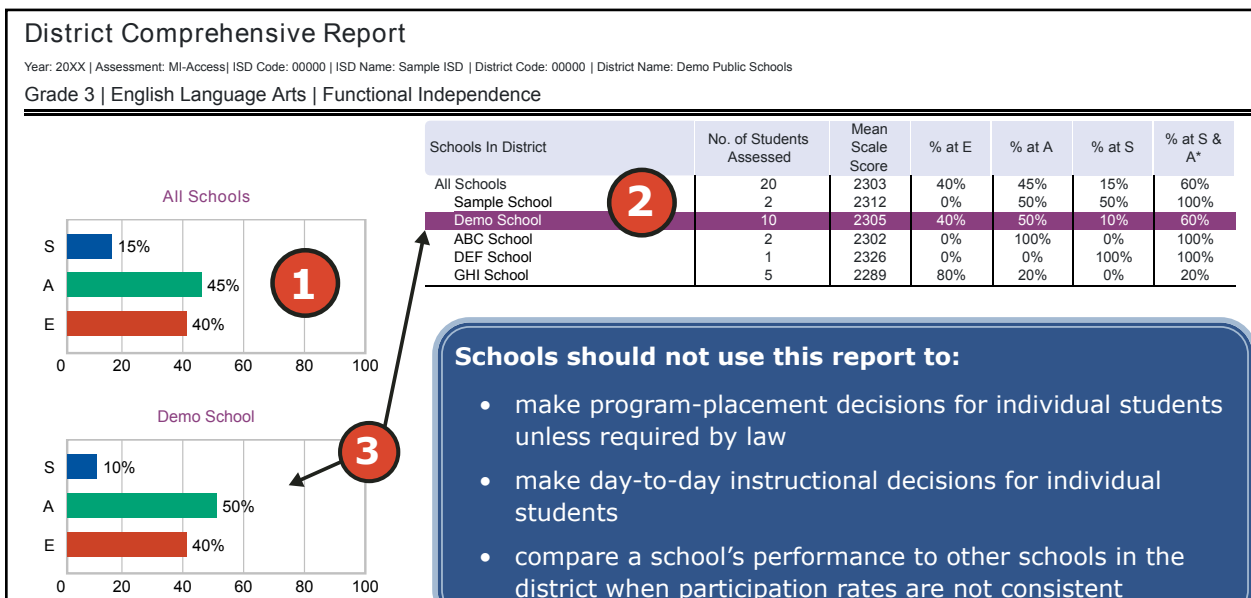 District Comprehensive Report
Year: 20XX | Assessment: MI-Access| ISD Code: 00000 | ISD Name: Sample ISD | District Code: 00000 | District Name: Demo Public Schools
Grade 3 | English Language Arts | Functional Independence
Schools In District No. of Students Assessed Mean Scale Score % at E % at A % at S % at S & A*
All Schools 20 2303 40% 45% 15% 60%
Sample School 2 2312 0% 50% 50% 100%
Demo School 10 2305 40% 50% 10% 60%
ABC School 2 2302 0% 100% 0% 100%
DEF School 1 2326 0% 0% 100% 100%
GHI School 5 2289 80% 20% 0% 20%
2
All Schools
S 15%
A 45%
E 40%
0 20 40 60 80 100
1
Demo School
S 10%
A 50%
E 40%
0 20 40 60 80 100
3
Schools should not use this report to:
• make program-placement decisions for individual students
unless required by law
• make day-to-day instructional decisions for individual
students
• compare a school's performance to other schools in the
district when participation rates are not consistent